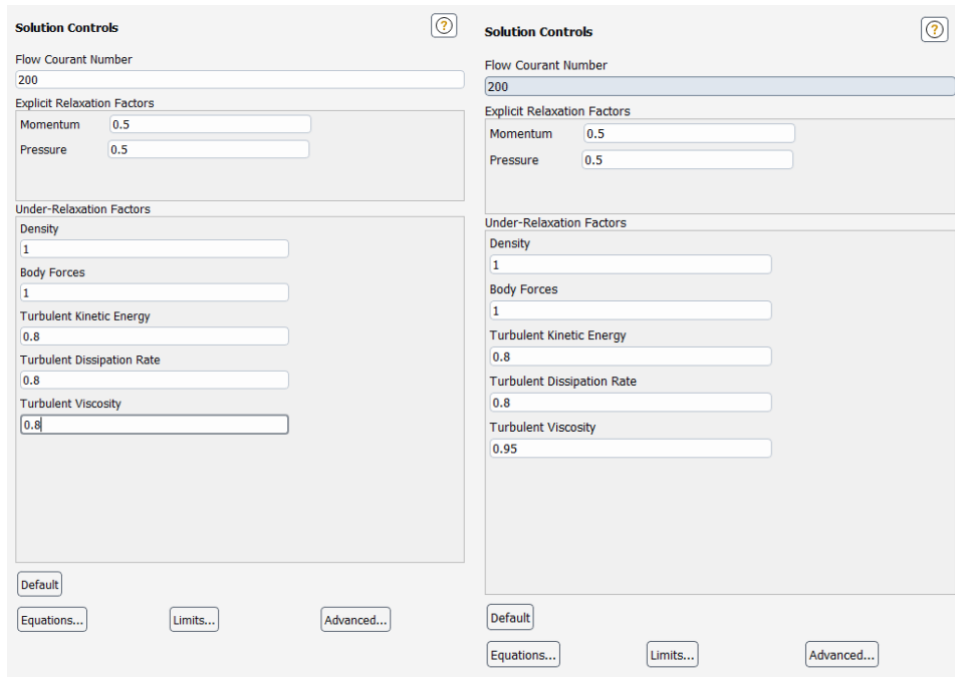 Solution Controls
?
Flow Courant Number
200
Explicit Relaxation Factors
Momentum 0.5
Pressure 0.5
Under-Relaxation Factors
Density
1
Body Forces
1
Turbulent Kinetic Energy
0.8
Turbulent Dissipation Rate
0.8
Turbulent Viscosity
0.8
Default
Equations... Limits... Advanced...
Solution Controls
?
Flow Courant Number
200
Explicit Relaxation Factors
Momentum 0.5
Pressure 0.5
Under-Relaxation Factors
Density
1
Body Forces
1
Turbulent Kinetic Energy
0.8
Turbulent Dissipation Rate
0.8
Turbulent Viscosity
0.95
Default
Equations... Limits... Advanced...